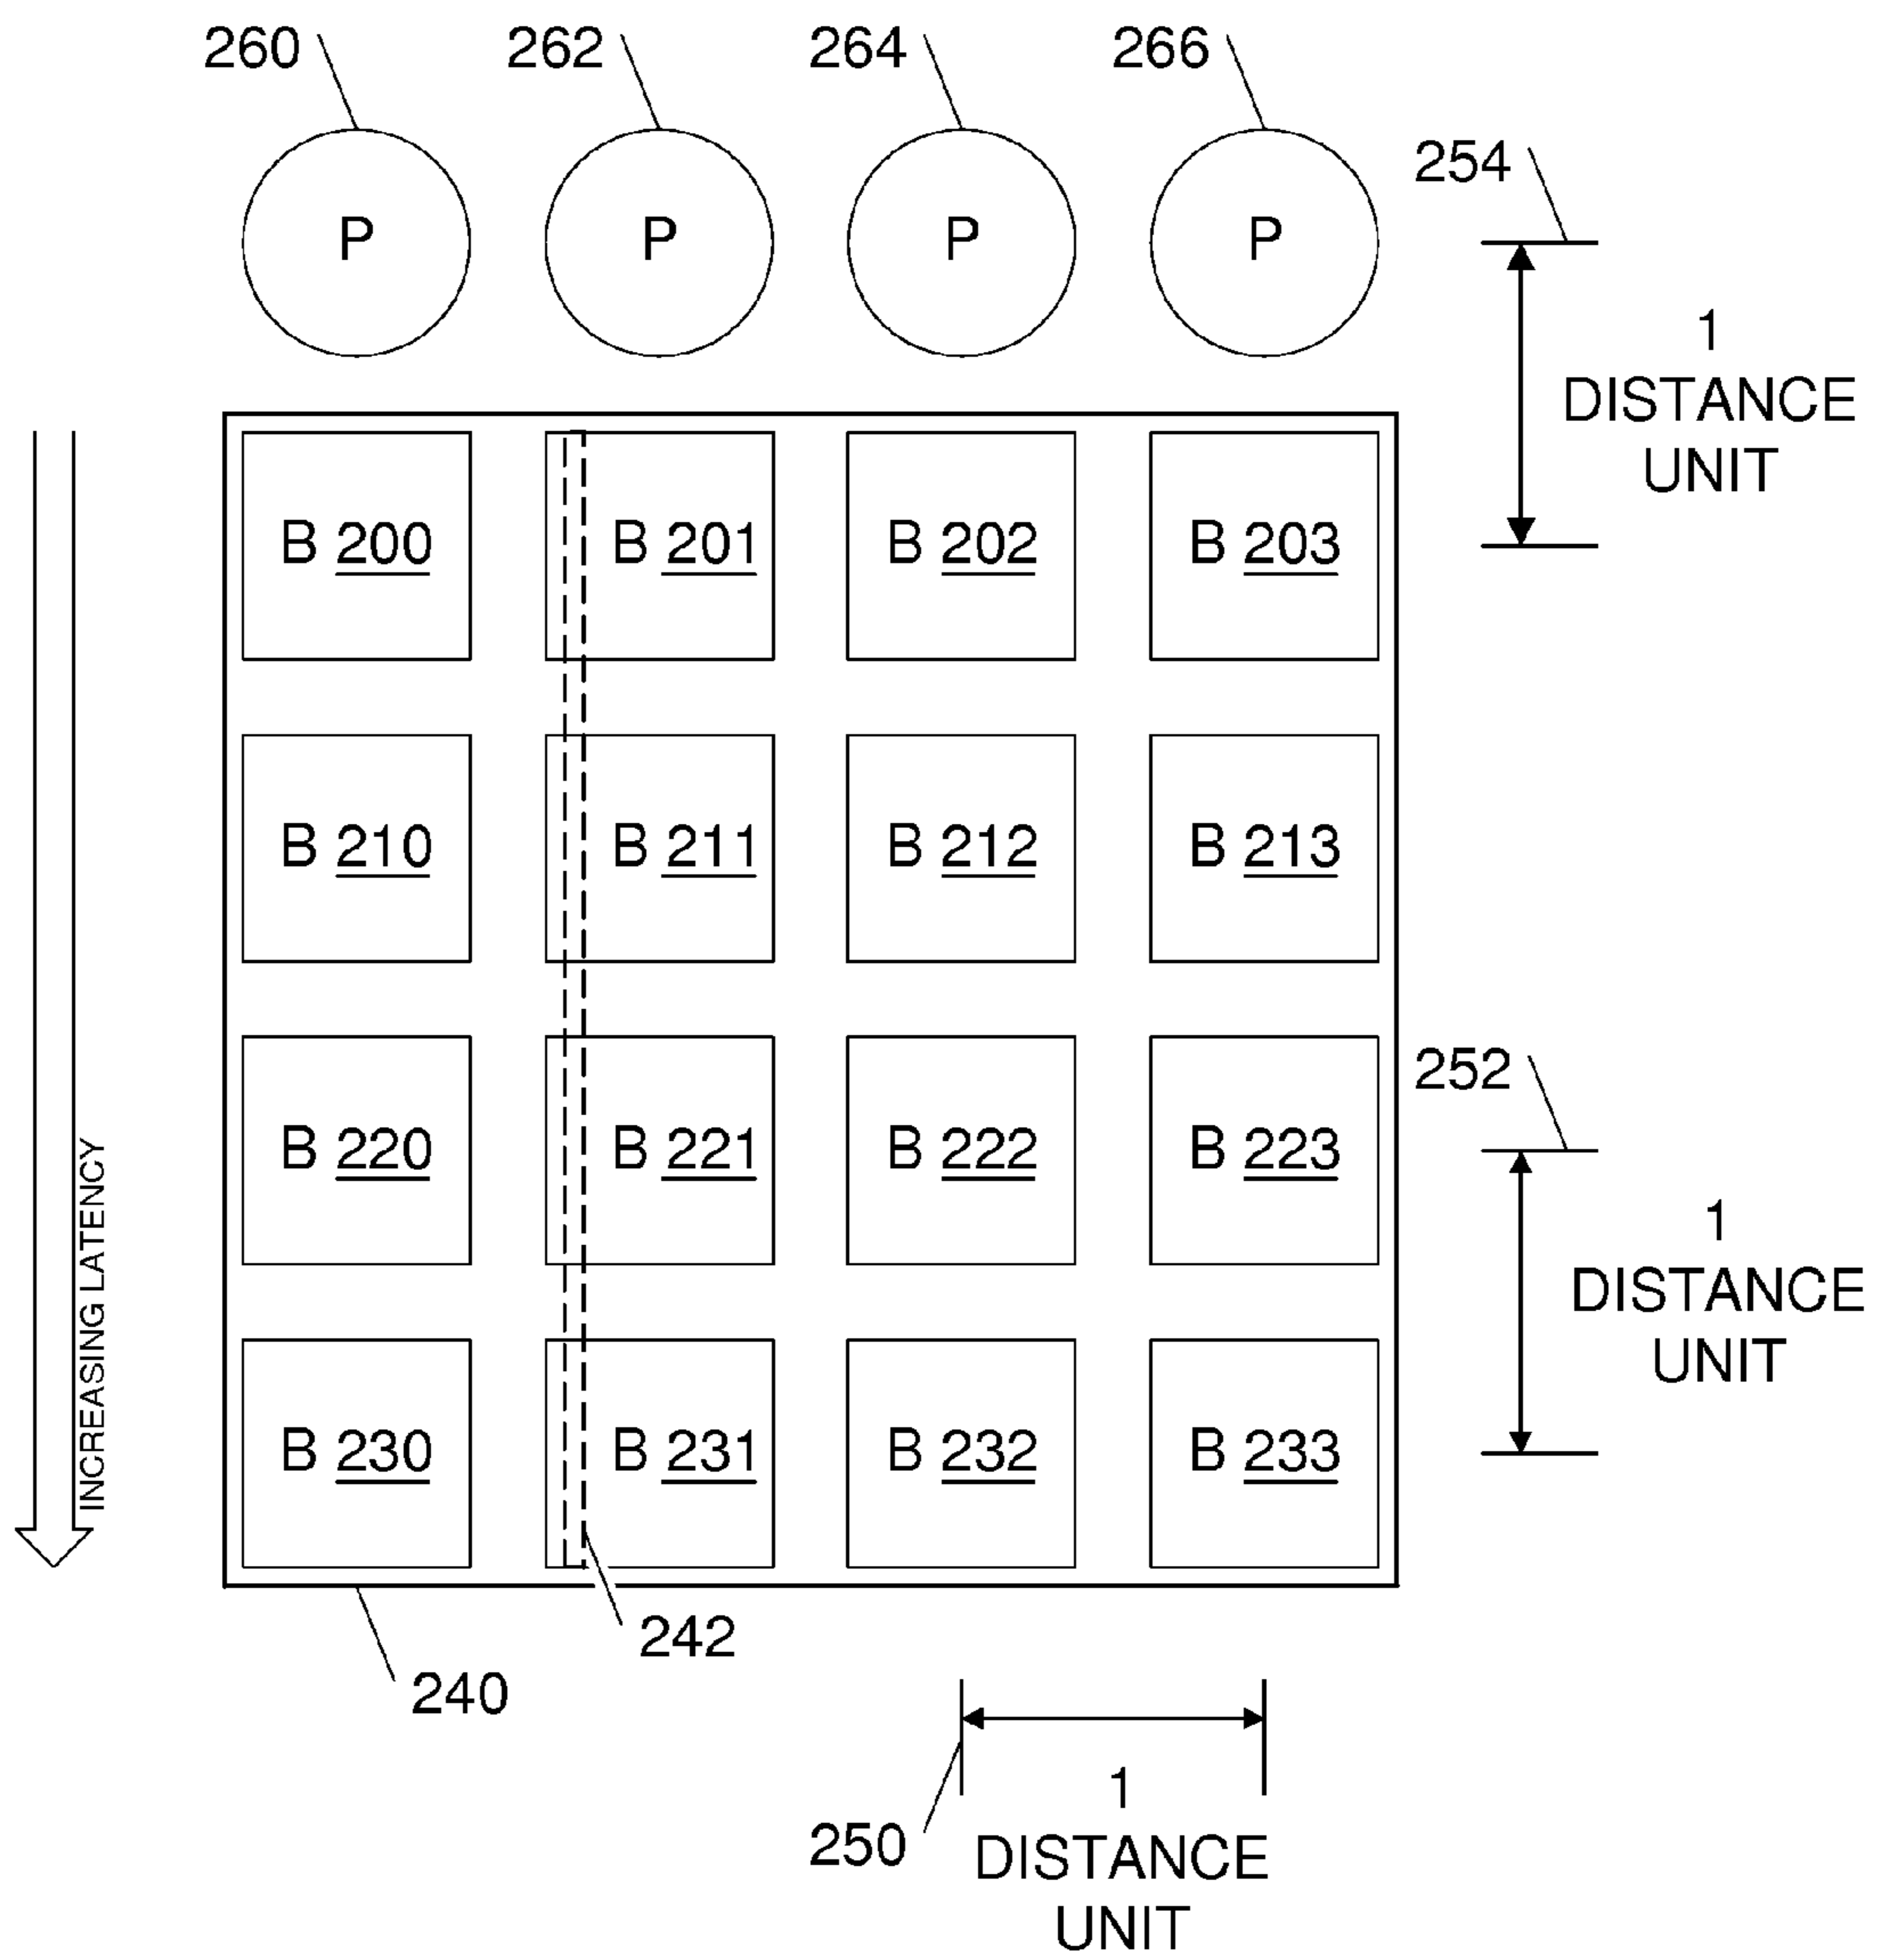 260 262 264 266
254
P P P P
1
DISTANCE
UNIT
B 200 B 201 B 202 B 203
B 210 B 211 B 212 B 213
252
B 220 B 221 B 222 B 223
1
DISTANCE
UNIT
INCREASING LATENCY
B 230 B 231 B 232 B 233
242
240
250
1
DISTANCE
UNIT